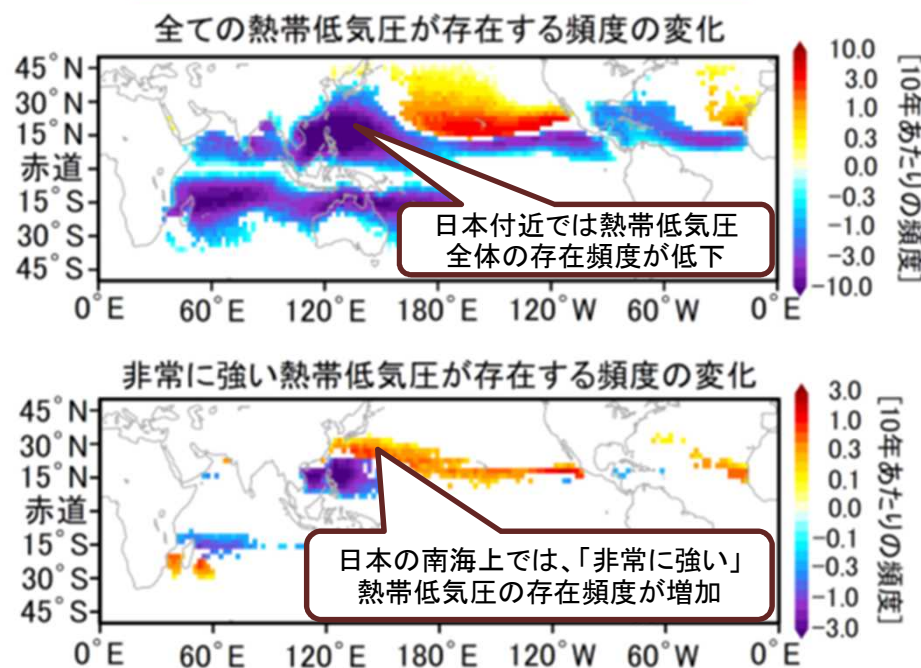 全ての熱帯低気圧が存在する頻度の変化
45°N
30°N
15°N
赤道
15°S
30°S
45°S
0°E
60°E
120°E
180°E
120°W
60°W
0°E
10.0
3.0
1.0
0.3
0.0
−0.3
−1.0
−3.0
−10.0
[10年あたりの頻度]
日本付近では熱帯低気圧
全体の存在頻度が低下
非常に強い熱帯低気圧が存在する頻度の変化
45°N
30°N
15°N
赤道
15°S
30°S
45°S
0°E
60°E
120°E
180°E
120°W
60°W
0°E
3.0
1.0
0.3
0.1
0.0
−0.1
−0.3
−1.0
−3.0
[10年あたりの頻度]
日本の南海上では、「非常に強い」
熱帯低気圧の存在頻度が増加